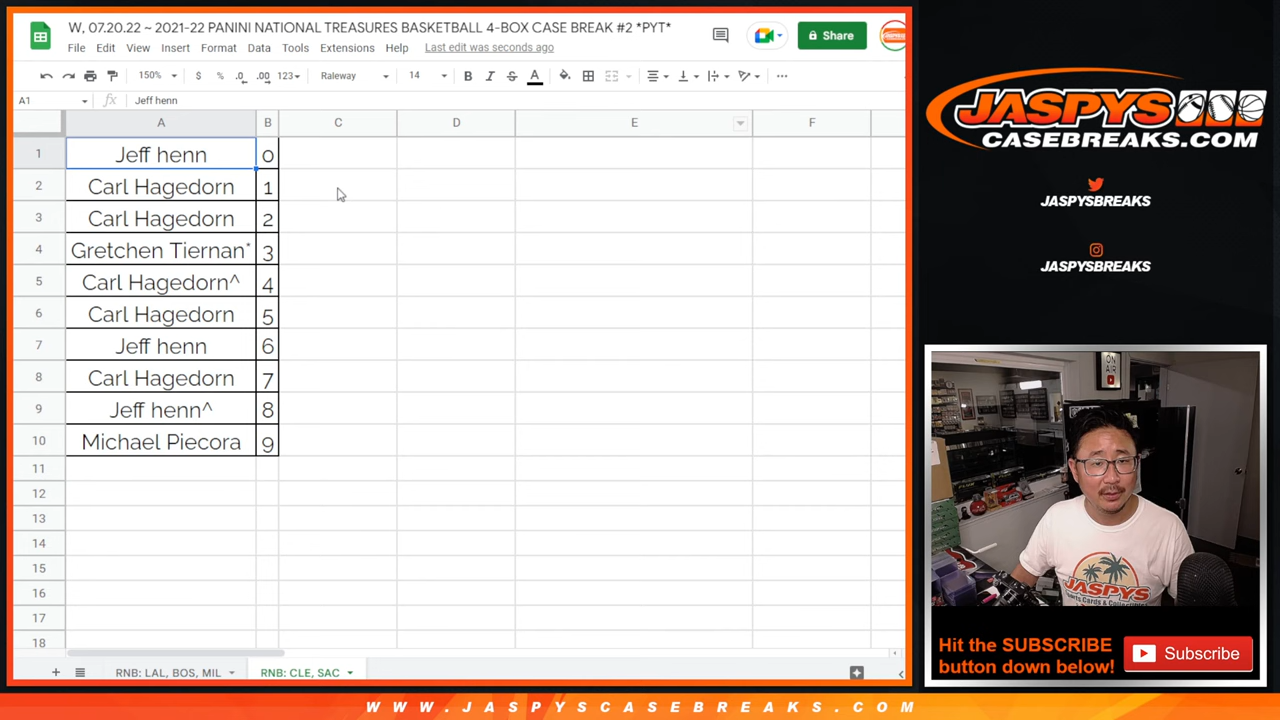 W, 07.20.22 ~ 2021-22 PANINI NATIONAL TREASURES BASKETBALL 4-BOX CASE BREAK #2 *PYT*
File Edit View Insert Format Data Tools Extensions Help Last edit was seconds ago
Share
150% $ % .0 .00 123 Raleway 14 B I S A
A1 fx Jeff henn
A B C D E F
1 Jeff henn 0
2 Carl Hagedorn 1
3 Carl Hagedorn 2
4 Gretchen Tiernan* 3
5 Carl Hagedorn^ 4
6 Carl Hagedorn 5
7 Jeff henn 6
8 Carl Hagedorn 7
9 Jeff henn^ 8
10 Michael Piecora 9
11
12
13
14
15
16
17
18
RNB: LAL, BOS, MIL RNB: CLE, SAC
JASPYS
CASEBREAKS.COM
JASPYSBREAKS
JASPYSBREAKS
ON AIR
JASPYS
Hit the SUBSCRIBE
button down below!
Subscribe
WWW.JASPYSCASEBREAKS.COM